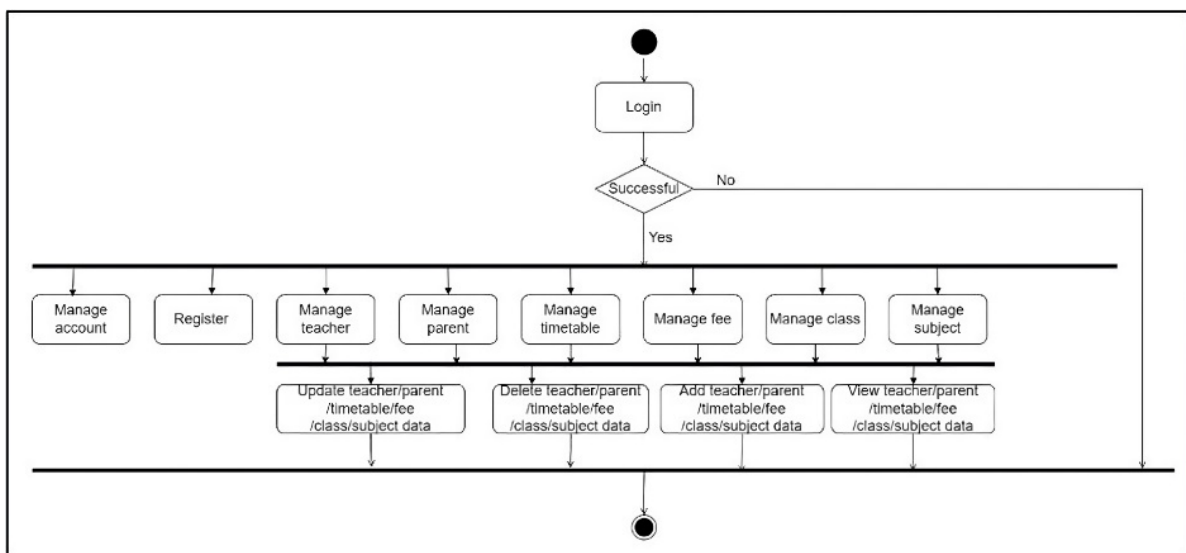 Login
Successful
No
Yes
Manage
account
Register
Manage
teacher
Manage
parent
Manage
timetable
Manage fee
Manage class
Manage
subject
Update teacher/parent
/timetable/fee
/class/subject data
Delete teacher/parent
/timetable/fee
/class/subject data
Add teacher/parent
/timetable/fee
/class/subject data
View teacher/parent
/timetable/fee
/class/subject data